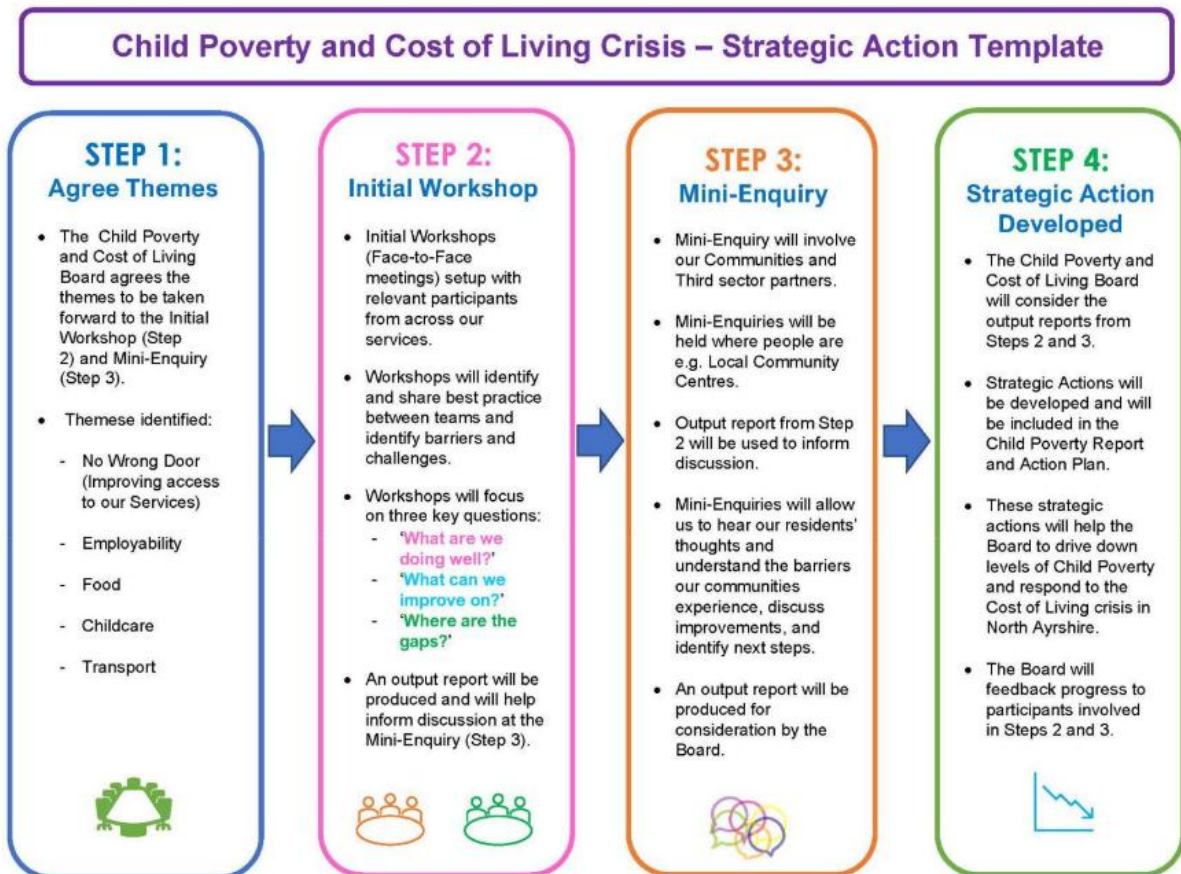 Child Poverty and Cost of Living Crisis – Strategic Action Template
STEP 1:
Agree Themes
• The Child Poverty
and Cost of Living
Board agrees the
themes to be taken
forward to the Initial
Workshop (Step
2) and Mini-Enquiry
(Step 3).
• Themese identified:
- No Wrong Door
(Improving access
to our Services)
- Employability
- Food
- Childcare
- Transport
STEP 2:
Initial Workshop
• Initial Workshops
(Face-to-Face
meetings) setup with
relevant participants
from across our
services.
• Workshops will identify
and share best practice
between teams and
identify barriers and
challenges.
• Workshops will focus
on three key questions:
- ‘What are we
doing well?’
- ‘What can we
improve on?’
- ‘Where are the
gaps?’
• An output report will be
produced and will help
inform discussion at the
Mini-Enquiry (Step 3).
STEP 3:
Mini-Enquiry
• Mini-Enquiry will involve
our Communities and
Third sector partners.
• Mini-Enquiries will be
held where people are
e.g. Local Community
Centres.
• Output report from Step
2 will be used to inform
discussion.
• Mini-Enquiries will allow
us to hear our residents’
thoughts and
understand the barriers
our communities
experience, discuss
improvements, and
identify next steps.
• An output report will be
produced for
consideration by the
Board.
STEP 4:
Strategic Action
Developed
• The Child Poverty and
Cost of Living Board
will consider the
output reports from
Steps 2 and 3.
• Strategic Actions will
be developed and will
be included in the
Child Poverty Report
and Action Plan.
• These strategic
actions will help the
Board to drive down
levels of Child Poverty
and respond to the
Cost of Living crisis in
North Ayrshire.
• The Board will
feedback progress to
participants involved
in Steps 2 and 3.